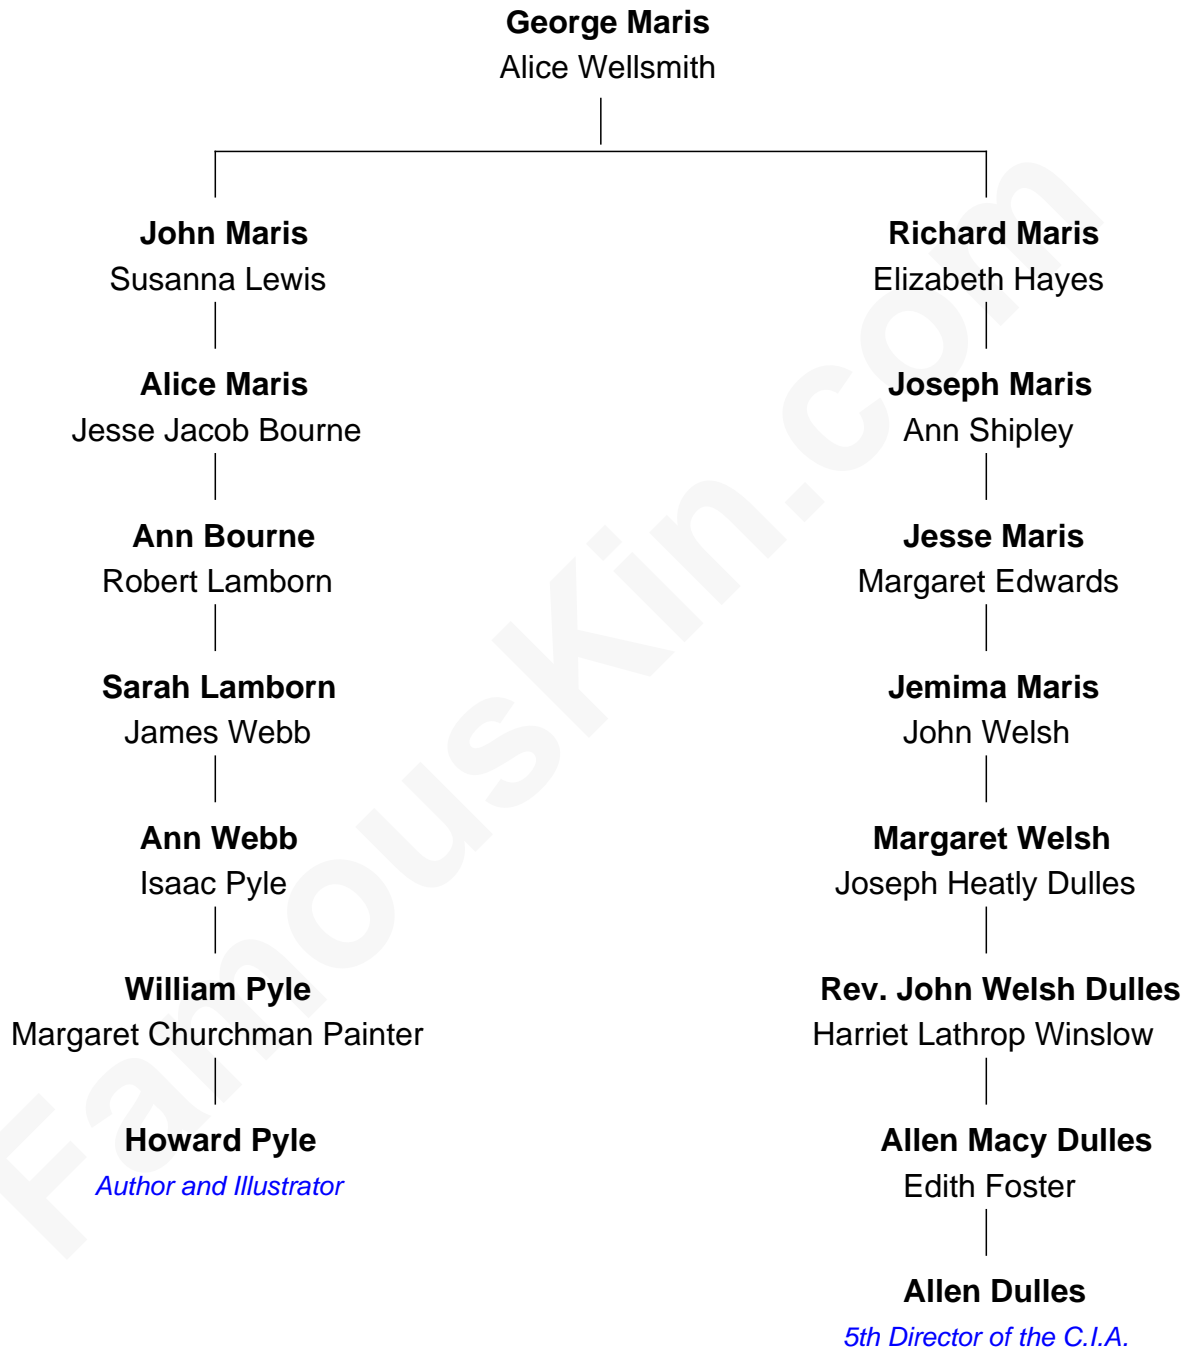 George Maris
Alice Wellsmith
John Maris
Susanna Lewis
Richard Maris
Elizabeth Hayes
Alice Maris
Jesse Jacob Bourne
Joseph Maris
Ann Shipley
Ann Bourne
Robert Lamborn
Jesse Maris
Margaret Edwards
Sarah Lamborn
James Webb
Jemima Maris
John Welsh
Ann Webb
Isaac Pyle
Margaret Welsh
Joseph Heatly Dulles
William Pyle
Margaret Churchman Painter
Rev. John Welsh Dulles
Harriet Lathrop Winslow
Howard Pyle
Author and Illustrator
Allen Macy Dulles
Edith Foster
Allen Dulles
5th Director of the C.I.A.
FamousKin.com